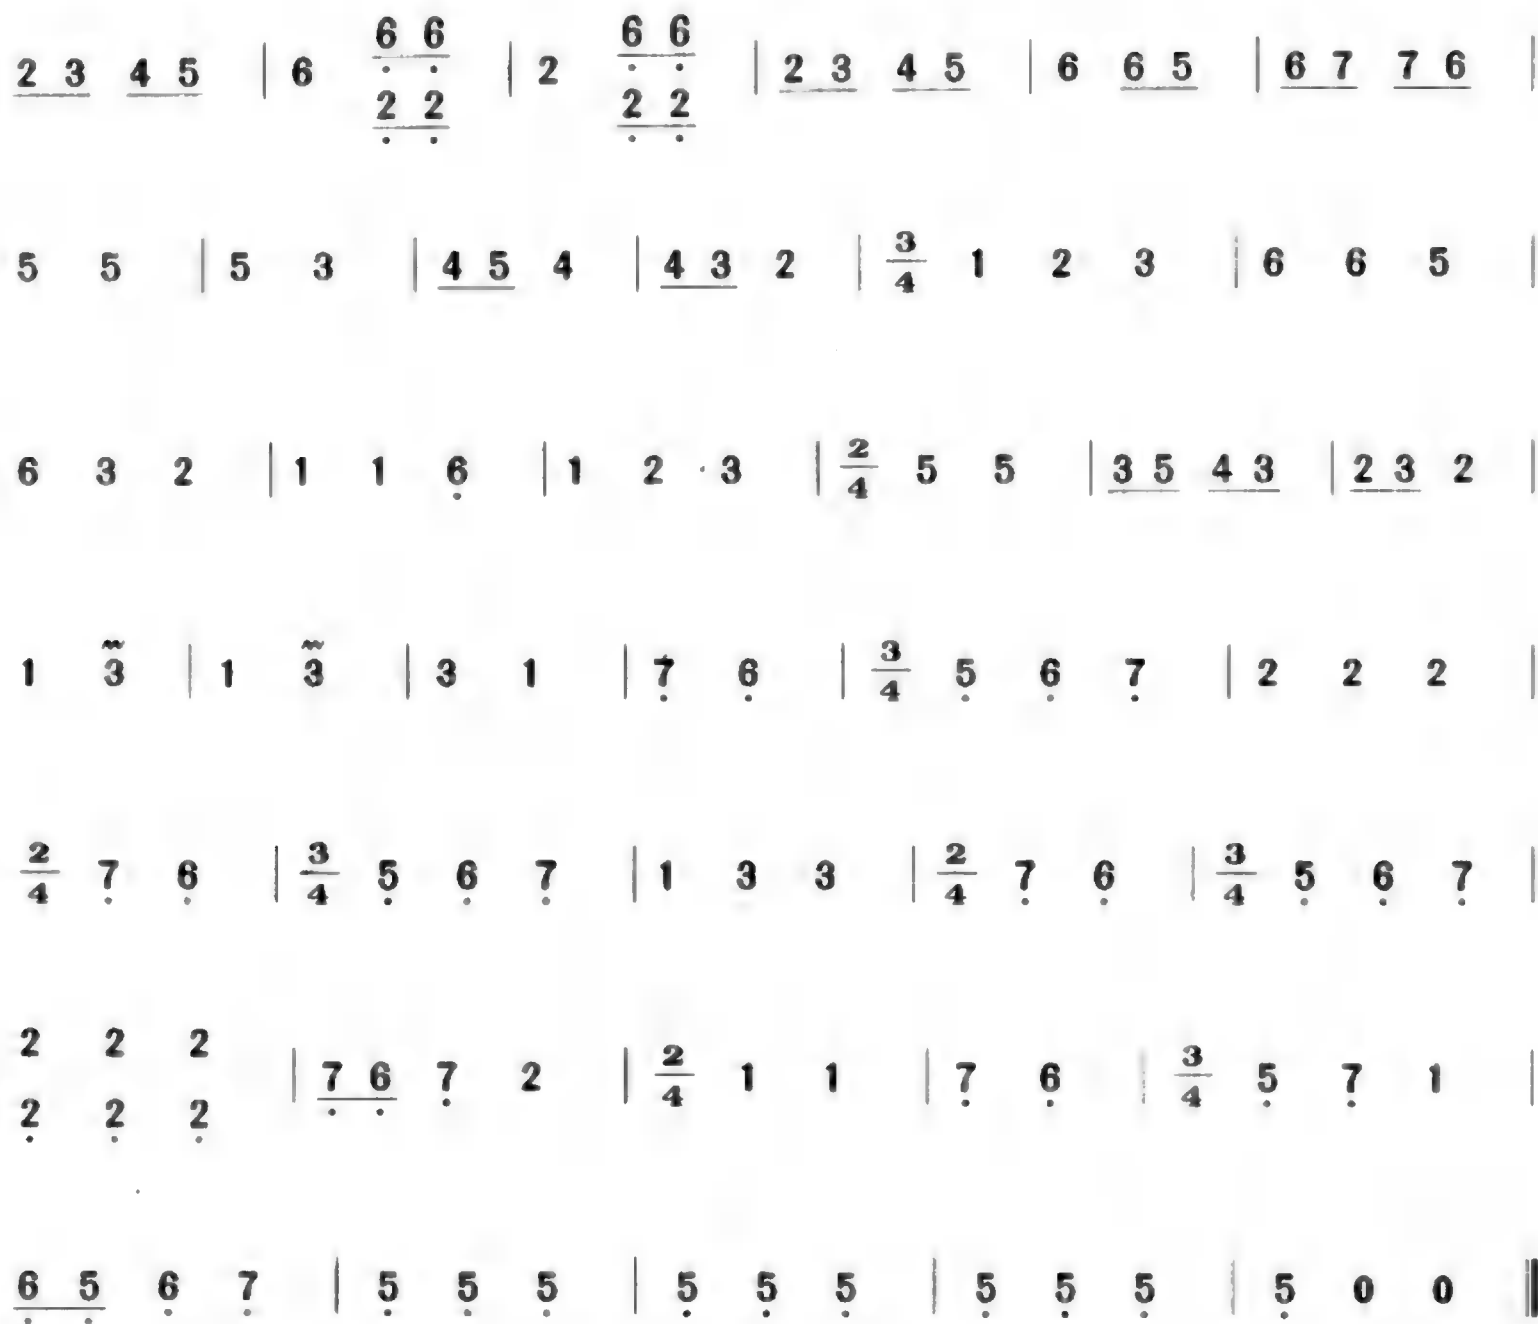 2 3 4 5 | 6 6̣ 6̣ | 2 6̣ 6̣ | 2 3 4 5 | 6 6 5 | 6 7 7 6 |
2̣ 2̣ 2̣ 2̣
5 5 | 5 3 | 4 5 4 | 4 3 2 | 3/4 1 2 3 | 6 6 5 |
6 3 2 | 1 1 6̣ | 1 2 3 | 2/4 5 5 | 3 5 4 3 | 2 3 2 |
1 3 | 1 3 | 3 1 | 7̣ 6̣ | 3/4 5̣ 6̣ 7̣ | 2 2 2 |
2/4 7̣ 6̣ | 3/4 5̣ 6̣ 7̣ | 1 3 3 | 2/4 7̣ 6̣ | 3/4 5̣ 6̣ 7̣ |
2 2 2 | 7̣ 6̣ 7̣ 2 | 2/4 1 1 | 7̣ 6̣ | 3/4 5̣ 7̣ 1 |
2̣ 2̣ 2̣
6̣ 5̣ 6̣ 7̣ | 5̣ 5̣ 5̣ | 5̣ 5̣ 5̣ | 5̣ 5̣ 5̣ | 5̣ 0 0 ‖